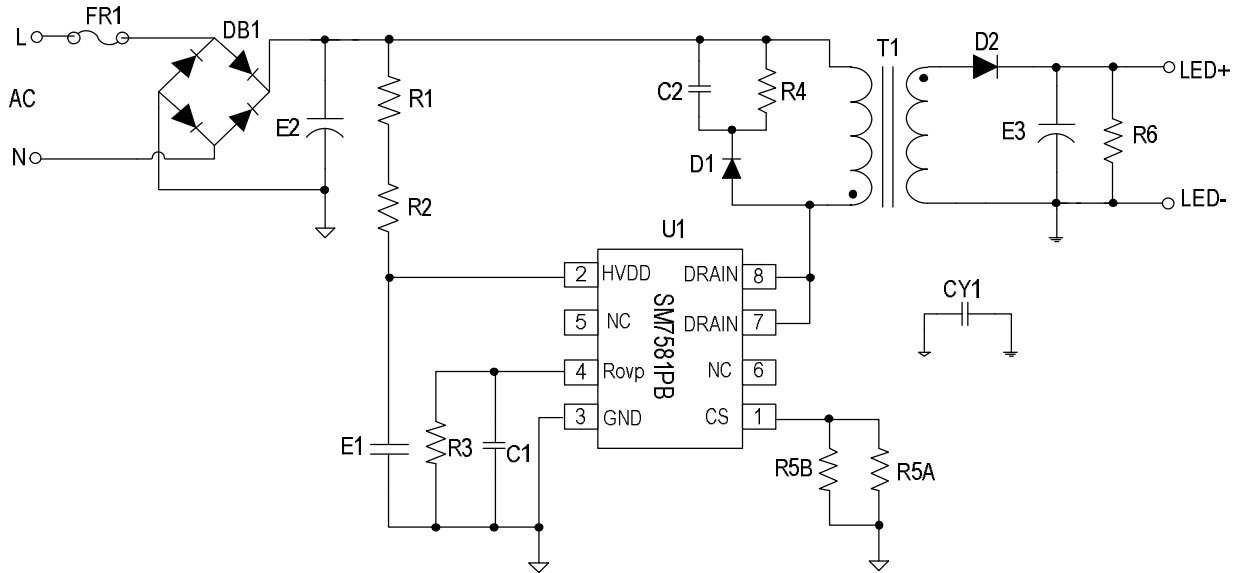 FR1
L
DB1
AC
N
E2
R1
R2
C2
R4
D1
T1
D2
LED+
E3
R6
LED-
U1
2 HVDD
DRAIN 8
5 NC
DRAIN 7
4 Rovp
NC 6
3 GND
CS 1
SM7581PB
CY1
E1
R3
C1
R5B
R5A